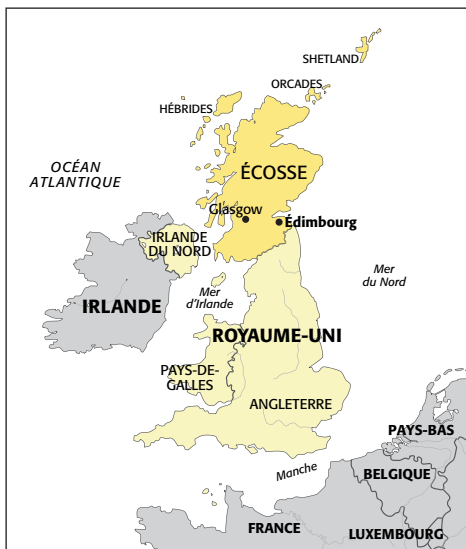 SHETLAND
ORCADES
HÉBRIDES
OCÉAN
ATLANTIQUE
ÉCOSSE
Glasgow
Édimbourg
IRLANDE
DU NORD
Mer
du Nord
Mer
d'Irlande
IRLANDE
ROYAUME-UNI
PAYS-DE-
GALLES
ANGLETERRE
PAYS-BAS
Manche
BELGIQUE
FRANCE
LUXEMBOURG